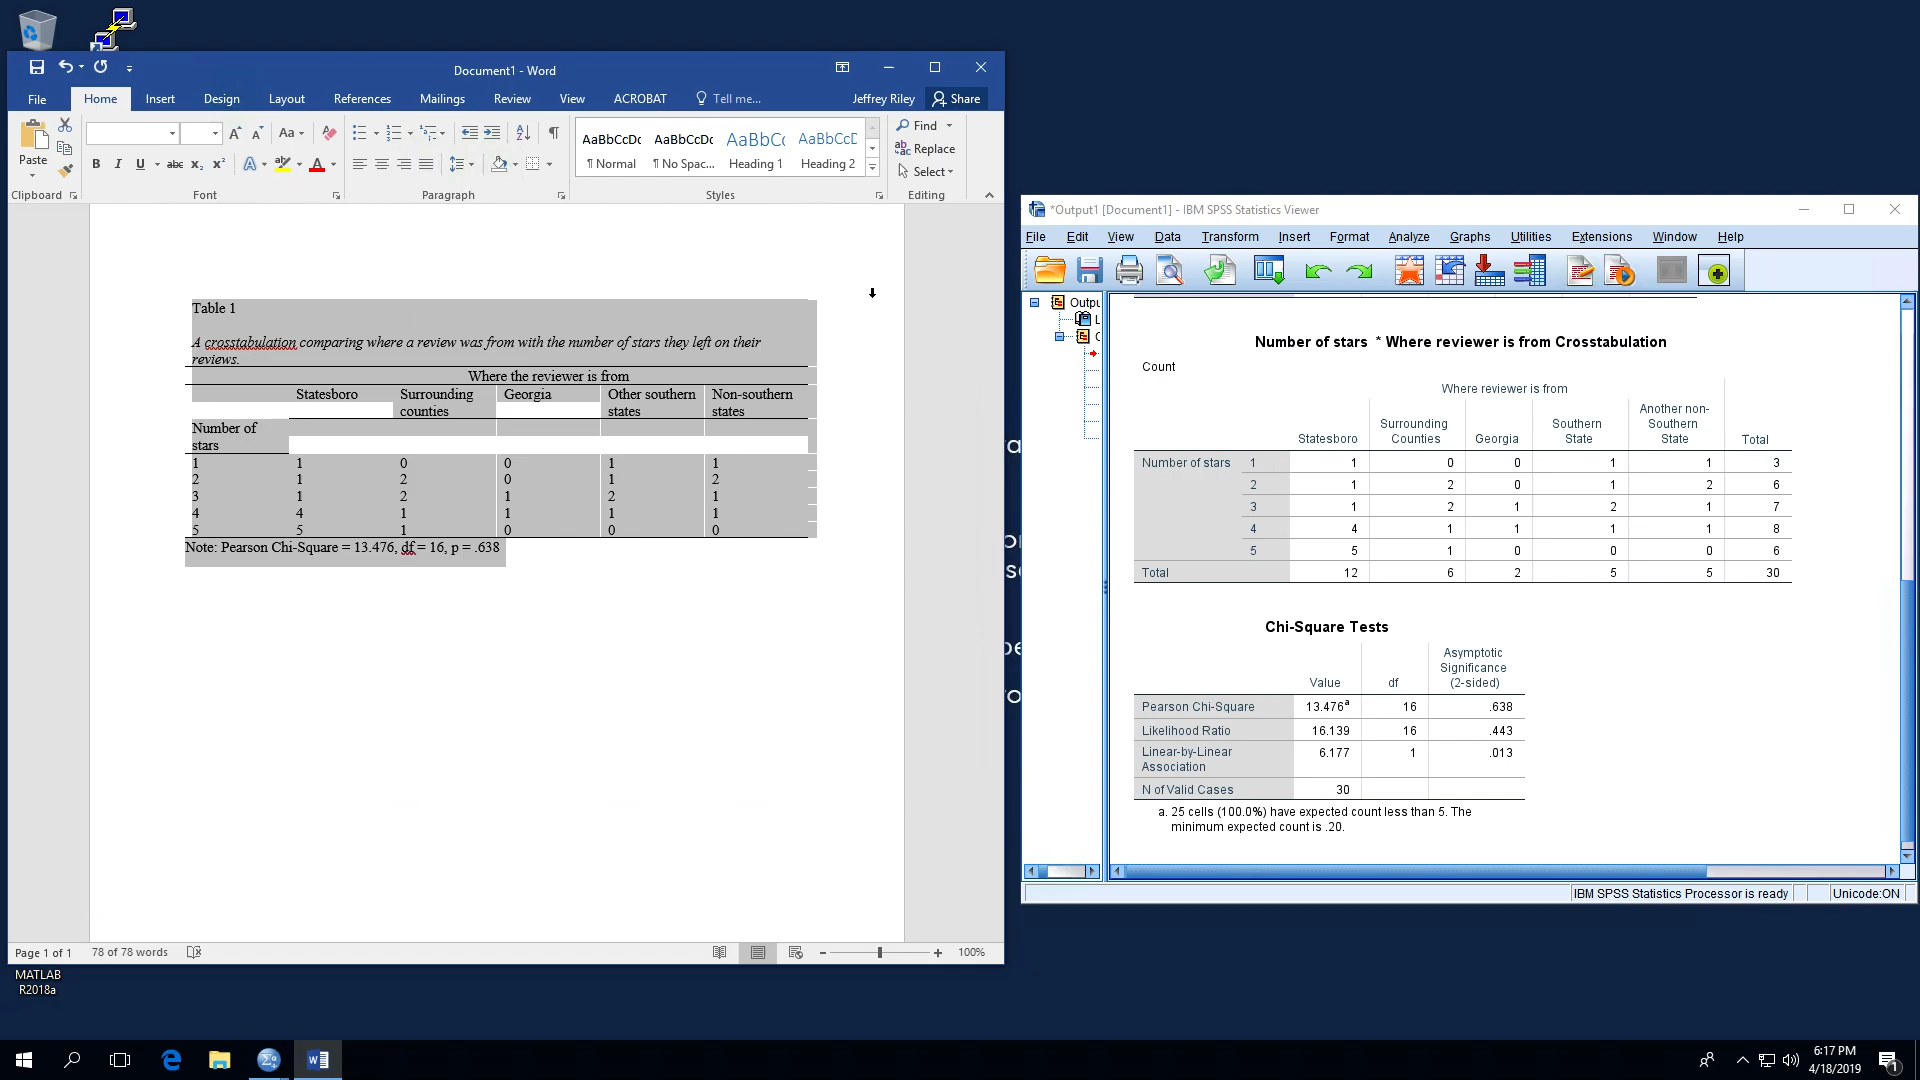 Document1 - Word
File Home Insert Design Layout References Mailings Review View ACROBAT Tell me... Jeffrey Riley Share
Paste
Clipboard
Aa
B I U abc X₂ X²
A A
Font
Paragraph
AaBbCcDc AaBbCcDc AaBbC( AaBbCcE
¶ Normal ¶ No Spac... Heading 1 Heading 2
Styles
Find
Replace
Select
Editing
Table 1
A crosstabulation comparing where a review was from with the number of stars they left on their
reviews.
Where the reviewer is from
Statesboro Surrounding Georgia Other southern Non-southern
counties states states
Number of
stars
1 1 0 0 1 1
2 1 2 0 1 2
3 1 2 1 2 1
4 4 1 1 1 1
5 5 1 0 0 0
Note: Pearson Chi-Square = 13.476, df = 16, p = .638
Page 1 of 1 78 of 78 words 100%
MATLAB
R2018a
*Output1 [Document1] - IBM SPSS Statistics Viewer
File Edit View Data Transform Insert Format Analyze Graphs Utilities Extensions Window Help
Outpu
L
C
Number of stars * Where reviewer is from Crosstabulation
Count
Where reviewer is from
Statesboro Surrounding Counties Georgia Southern State Another non-Southern State Total
Number of stars 1 1 0 0 1 1 3
2 1 2 0 1 2 6
3 1 2 1 2 1 7
4 4 1 1 1 1 8
5 5 1 0 0 0 6
Total 12 6 2 5 5 30
Chi-Square Tests
Value df Asymptotic Significance (2-sided)
Pearson Chi-Square 13.476ᵃ 16 .638
Likelihood Ratio 16.139 16 .443
Linear-by-Linear Association 6.177 1 .013
N of Valid Cases 30
a. 25 cells (100.0%) have expected count less than 5. The
minimum expected count is .20.
IBM SPSS Statistics Processor is ready Unicode:ON
6:17 PM
4/18/2019
1